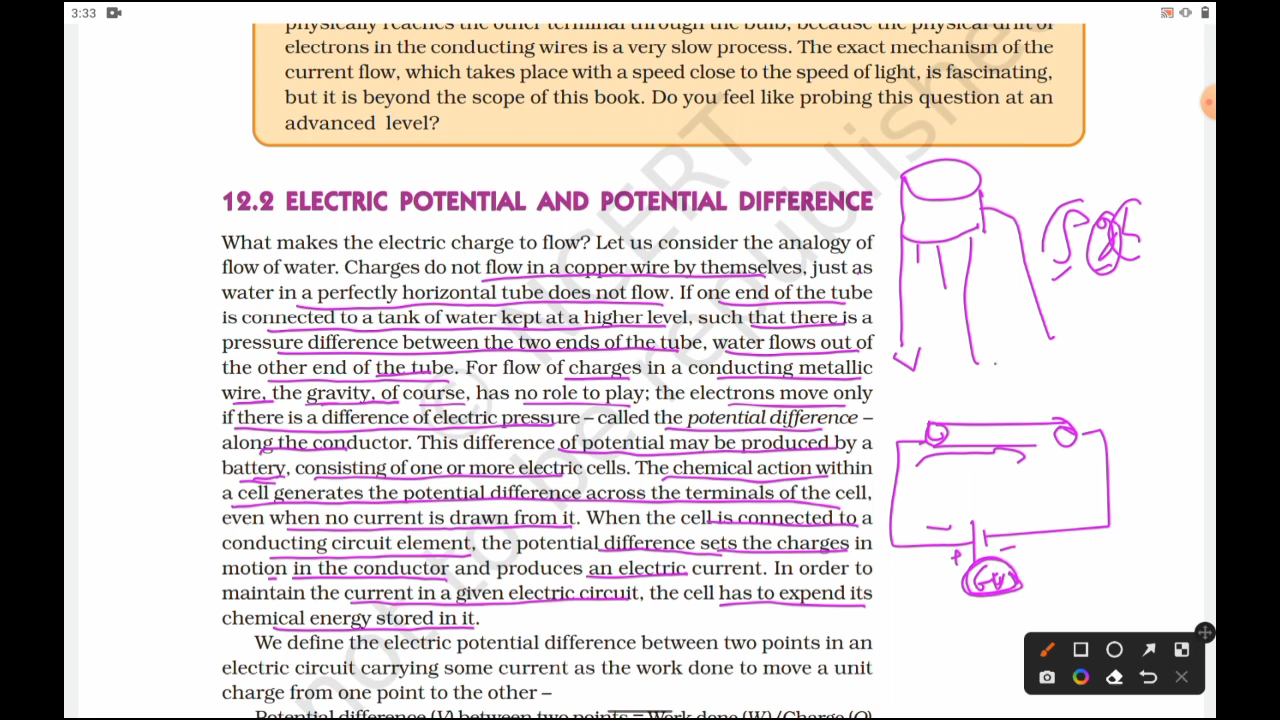 3:33
physically reaches the other terminal through the bulb, because the physical drift of
electrons in the conducting wires is a very slow process. The exact mechanism of the
current flow, which takes place with a speed close to the speed of light, is fascinating,
but it is beyond the scope of this book. Do you feel like probing this question at an
advanced level?
12.2 ELECTRIC POTENTIAL AND POTENTIAL DIFFERENCE
What makes the electric charge to flow? Let us consider the analogy of
flow of water. Charges do not flow in a copper wire by themselves, just as
water in a perfectly horizontal tube does not flow. If one end of the tube
is connected to a tank of water kept at a higher level, such that there is a
pressure difference between the two ends of the tube, water flows out of
the other end of the tube. For flow of charges in a conducting metallic
wire, the gravity, of course, has no role to play; the electrons move only
if there is a difference of electric pressure – called the potential difference –
along the conductor. This difference of potential may be produced by a
battery, consisting of one or more electric cells. The chemical action within
a cell generates the potential difference across the terminals of the cell,
even when no current is drawn from it. When the cell is connected to a
conducting circuit element, the potential difference sets the charges in
motion in the conductor and produces an electric current. In order to
maintain the current in a given electric circuit, the cell has to expend its
chemical energy stored in it.
We define the electric potential difference between two points in an
electric circuit carrying some current as the work done to move a unit
charge from one point to the other –
Potential difference (V) between two points = Work done (W)/Charge (Q)
© NCERT
not to be republished